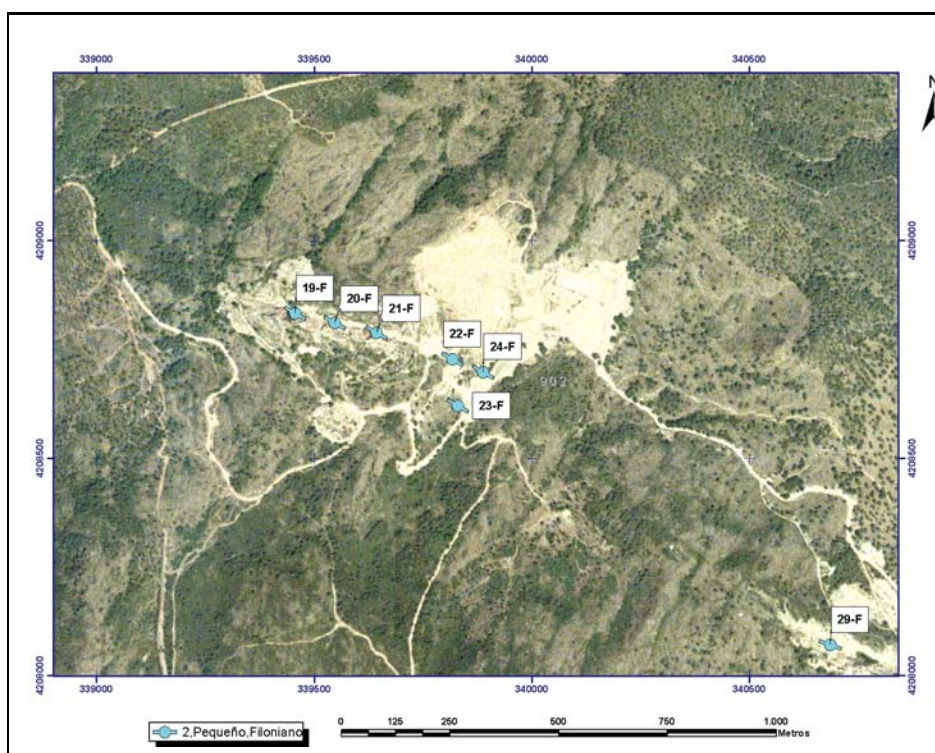 339000 339500 340000 340500
N
4209000 4209000
19-F
20-F
21-F
22-F
24-F
902
23-F
4208500 4208500
29-F
4208000 4208000
339000 339500 340000 340500
2,Pequeño,Filoniano
0 125 250 500 750 1.000
Metros